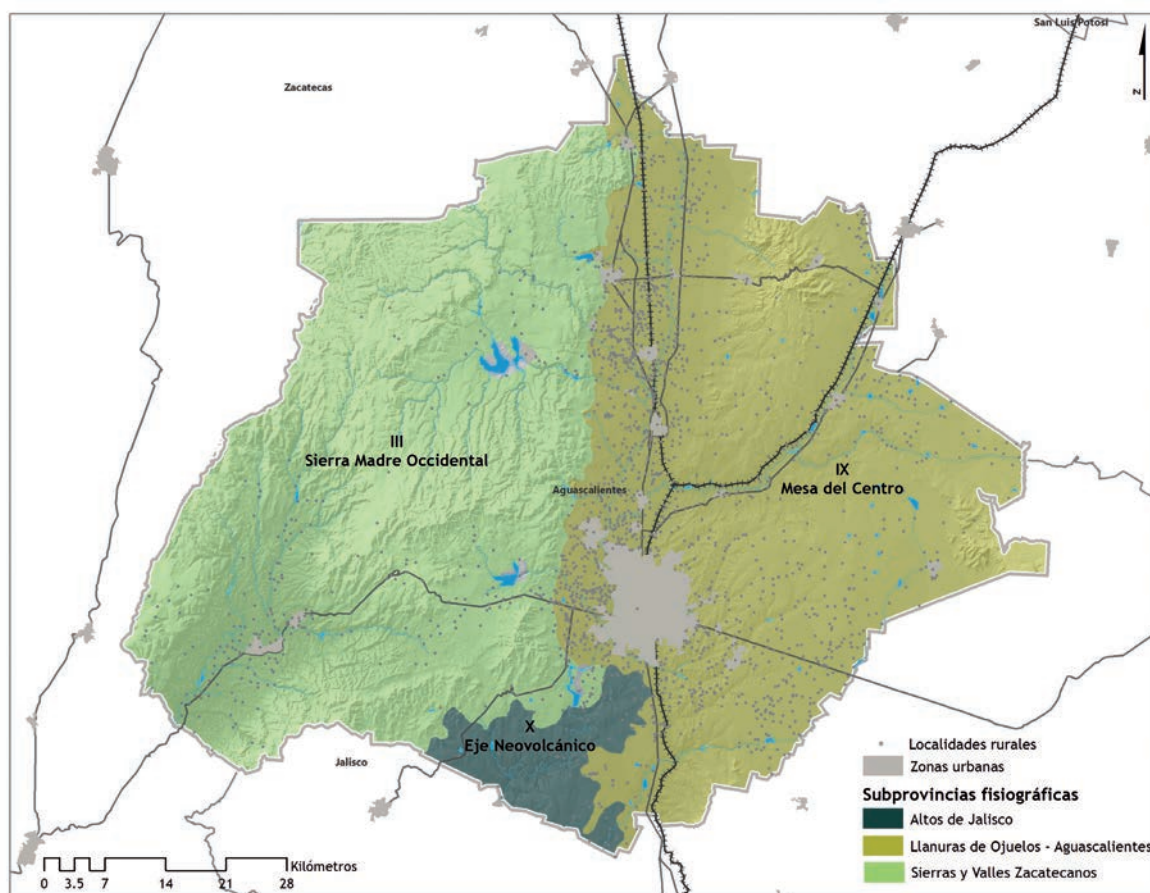 San Luis Potosí
Zacatecas
N
III
Sierra Madre Occidental
IX
Mesa del Centro
Aguascalientes
X
Eje Neovolcánico
Jalisco
Localidades rurales
Zonas urbanas
Subprovincias fisiográficas
Altos de Jalisco
Llanuras de Ojuelos - Aguascalientes
Sierras y Valles Zacatecanos
Kilómetros
0 3.5 7 14 21 28